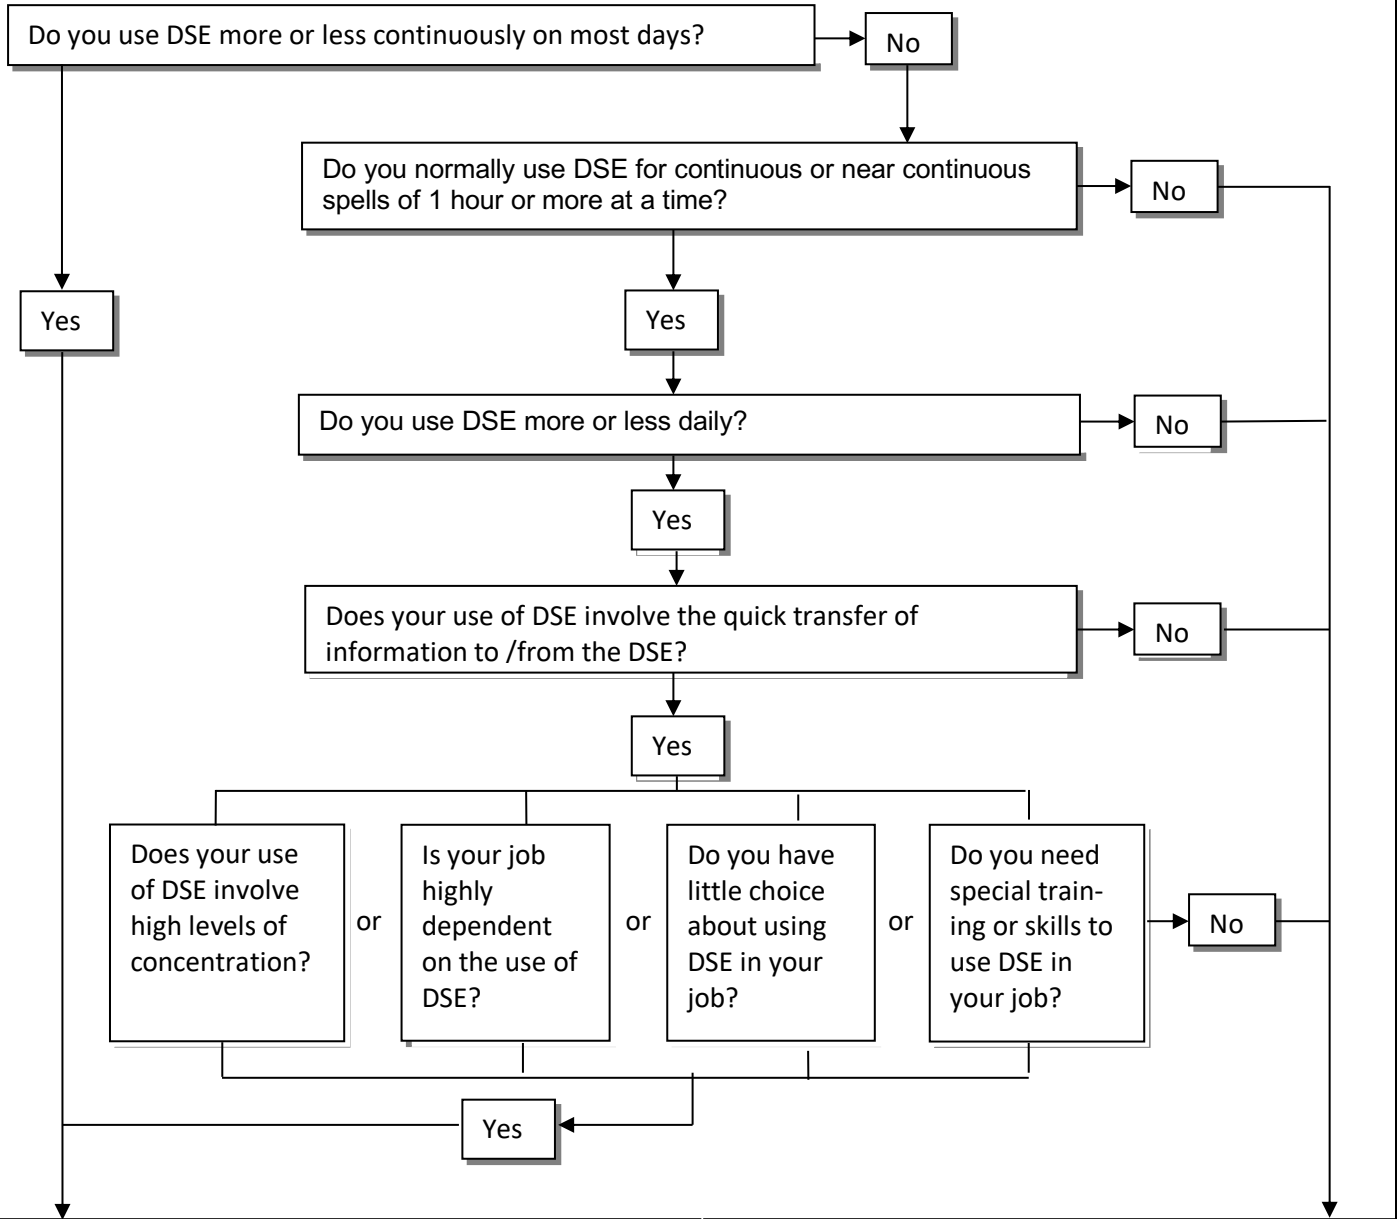 Do you use DSE more or less continuously on most days?
No
Do you normally use DSE for continuous or near continuous
spells of 1 hour or more at a time?
No
Yes
Yes
Do you use DSE more or less daily?
No
Yes
Does your use of DSE involve the quick transfer of
information to /from the DSE?
No
Yes
Does your use
of DSE involve
high levels of
concentration?
or
Is your job
highly
dependent
on the use of
DSE?
or
Do you have
little choice
about using
DSE in your
job?
or
Do you need
special train-
ing or skills to
use DSE in
your job?
No
Yes